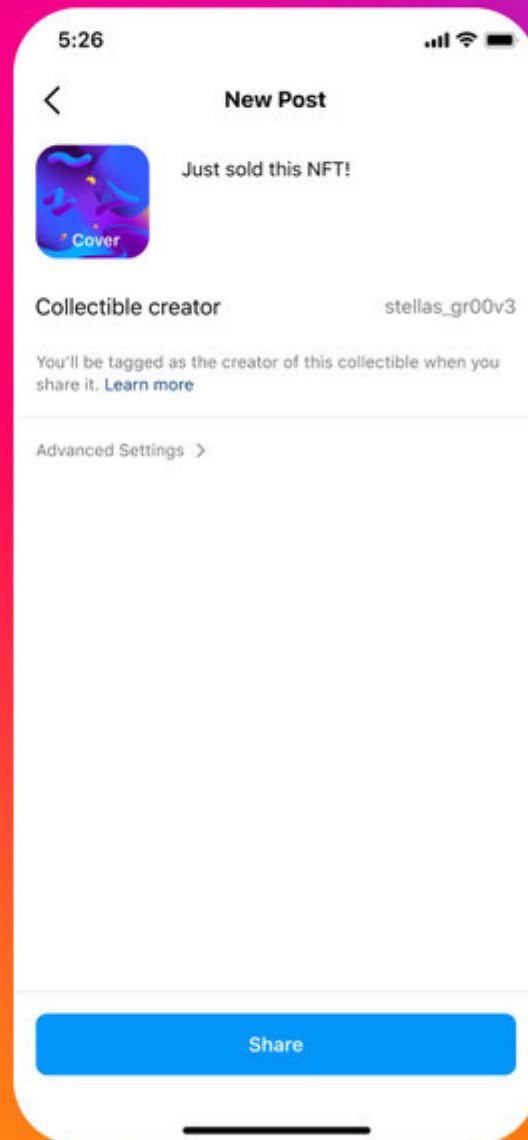 5:26
New Post
Just sold this NFT!
Cover
Collectible creator
stellas_gr00v3
You'll be tagged as the creator of this collectible when you
share it. Learn more
Advanced Settings
Share